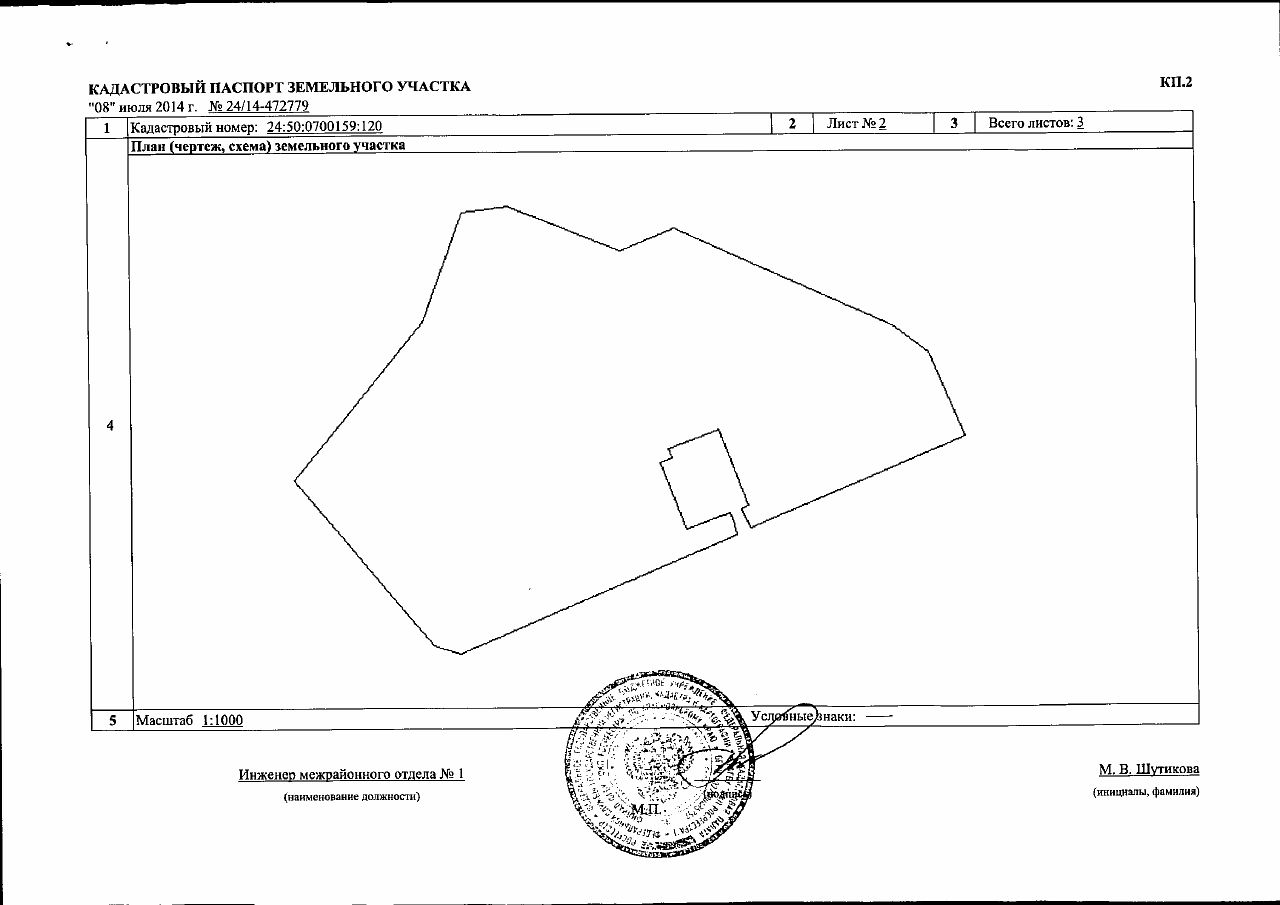 КАДАСТРОВЫЙ ПАСПОРТ ЗЕМЕЛЬНОГО УЧАСТКА
КП.2
"08" июля 2014 г. № 24/14-472779
1 Кадастровый номер: 24:50:0700159:120 2 Лист № 2 3 Всего листов: 3
План (чертеж, схема) земельного участка
4
5 Масштаб 1:1000 Условные знаки:
Инженер межрайонного отдела № 1 М. В. Шутикова
(наименование должности) (подпись) (инициалы, фамилия)
М.П.